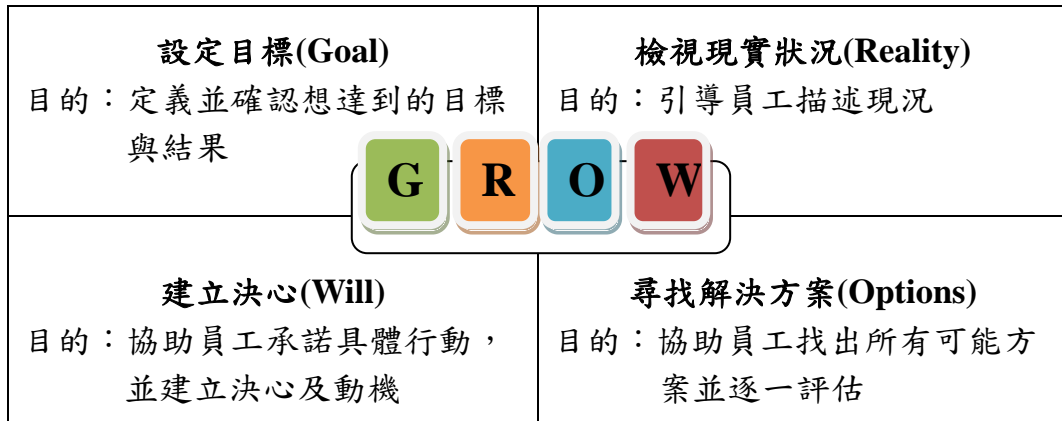 設定目標(Goal)
目的：定義並確認想達到的目標
與結果
檢視現實狀況(Reality)
目的：引導員工描述現況
G R O W
建立決心(Will)
目的：協助員工承諾具體行動，
並建立決心及動機
尋找解決方案(Options)
目的：協助員工找出所有可能方
案並逐一評估